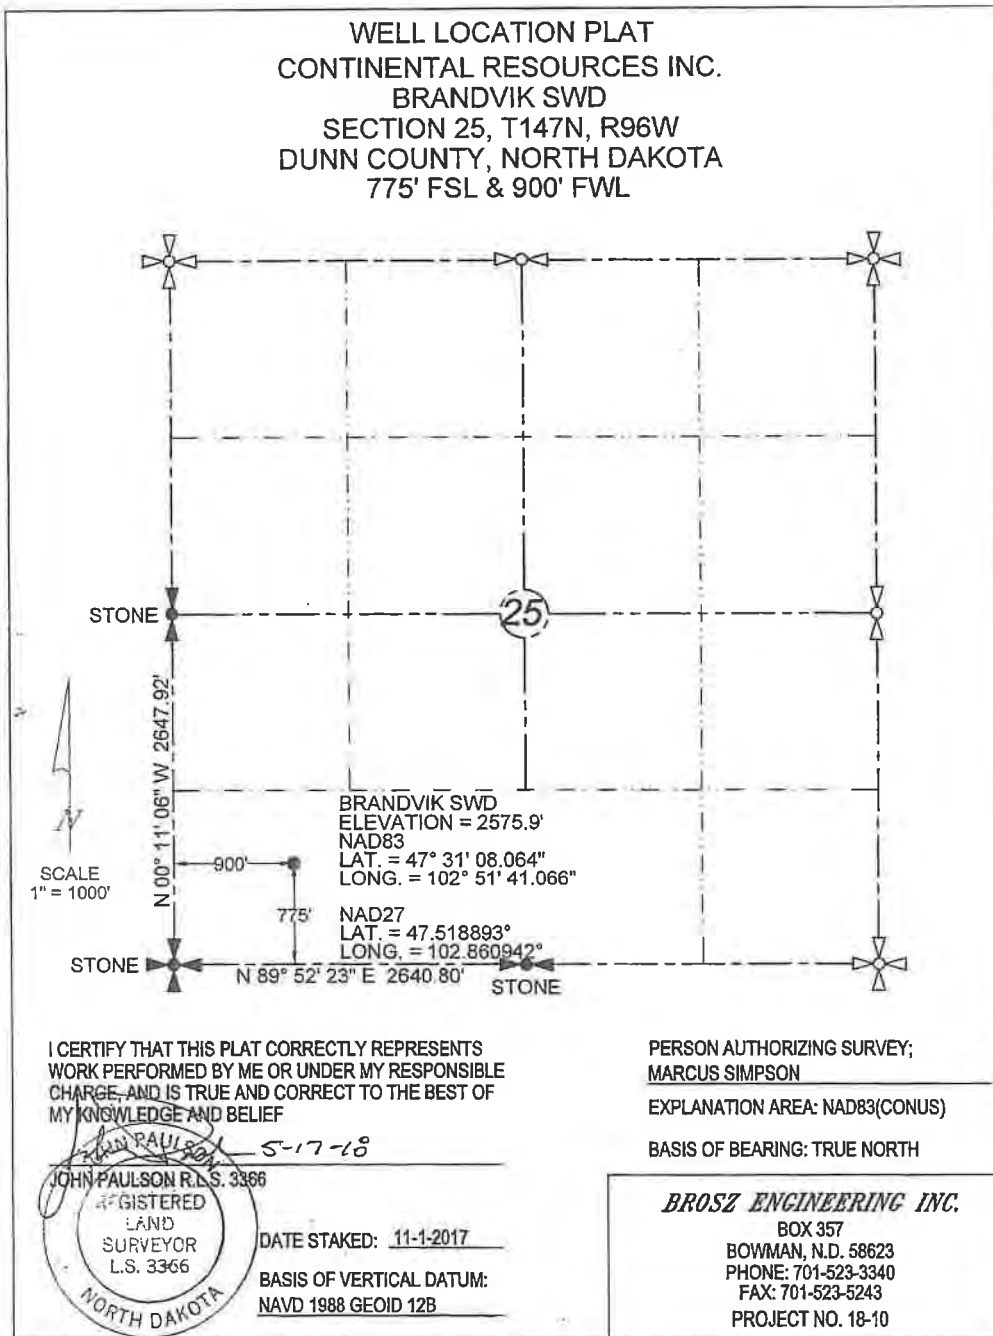 WELL LOCATION PLAT
CONTINENTAL RESOURCES INC.
BRANDVIK SWD
SECTION 25, T147N, R96W
DUNN COUNTY, NORTH DAKOTA
775' FSL & 900' FWL
STONE
25
N 00° 11' 06" W 2647.92'
N
SCALE
1" = 1000'
BRANDVIK SWD
ELEVATION = 2575.9'
NAD83
LAT. = 47° 31' 08.064"
LONG. = 102° 51' 41.066"
900'
775'
NAD27
LAT. = 47.518893°
LONG. = 102.860942°
STONE
N 89° 52' 23" E 2640.80'
STONE
I CERTIFY THAT THIS PLAT CORRECTLY REPRESENTS
WORK PERFORMED BY ME OR UNDER MY RESPONSIBLE
CHARGE, AND IS TRUE AND CORRECT TO THE BEST OF
MY KNOWLEDGE AND BELIEF
5-17-18
JOHN PAULSON R.L.S. 3366
JOHN PAULSON
REGISTERED
LAND
SURVEYOR
L.S. 3366
NORTH DAKOTA
DATE STAKED: 11-1-2017
BASIS OF VERTICAL DATUM:
NAVD 1988 GEOID 12B
PERSON AUTHORIZING SURVEY;
MARCUS SIMPSON
EXPLANATION AREA: NAD83(CONUS)
BASIS OF BEARING: TRUE NORTH
BROSZ ENGINEERING INC.
BOX 357
BOWMAN, N.D. 58623
PHONE: 701-523-3340
FAX: 701-523-5243
PROJECT NO. 18-10